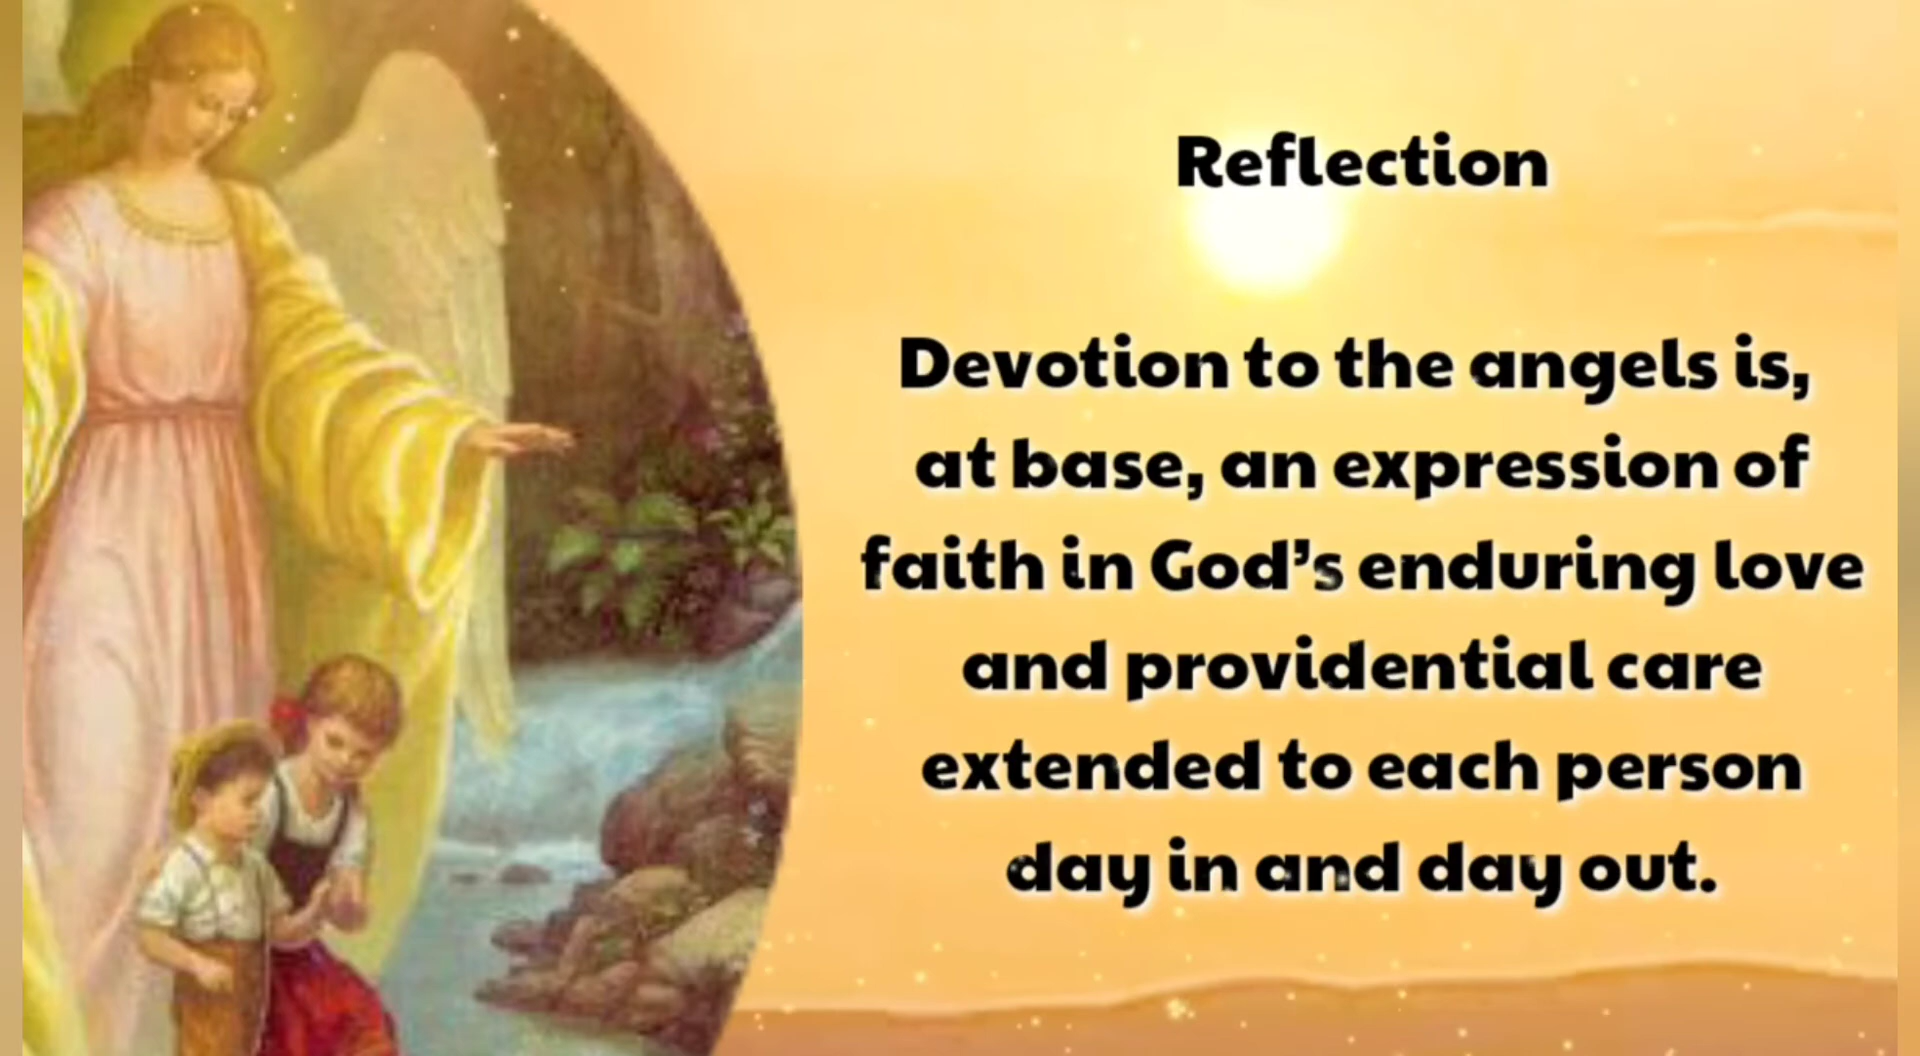 Reflection
Devotion to the angels is,
at base, an expression of
faith in God’s enduring love
and providential care
extended to each person
day in and day out.